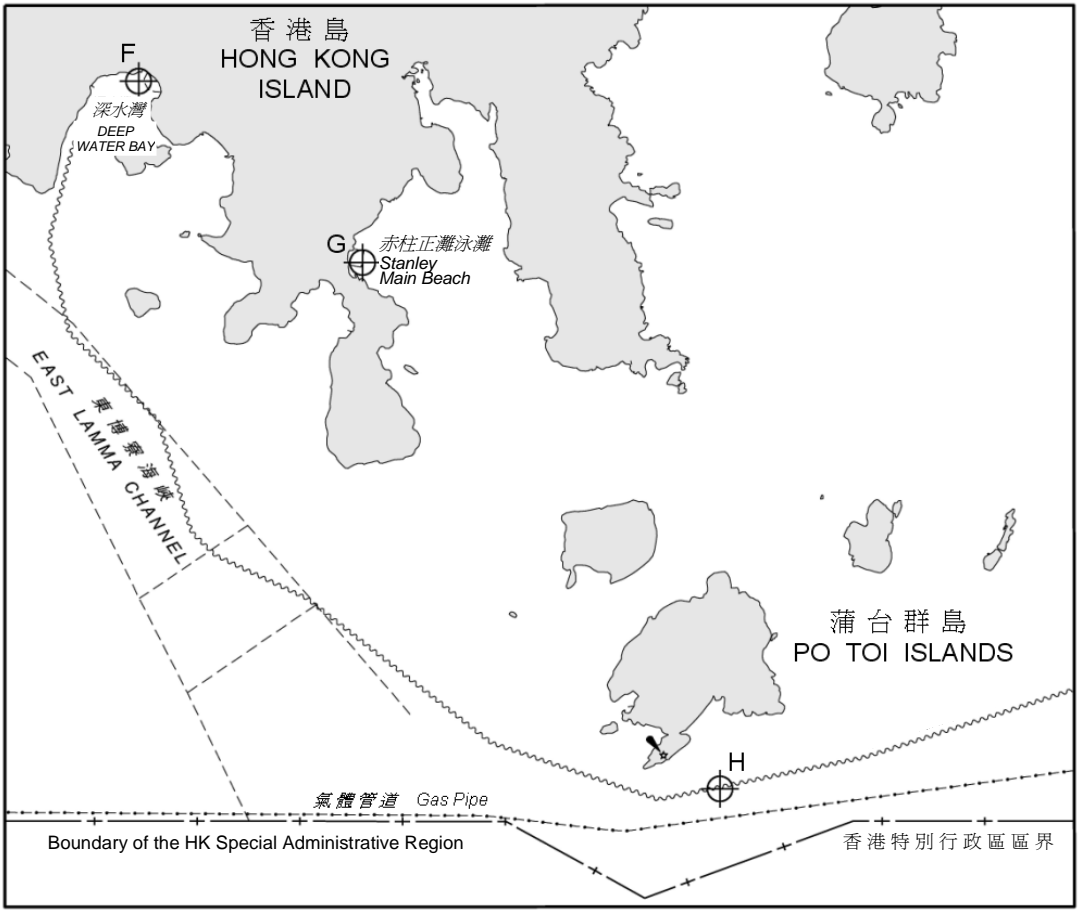 香港島
HONG KONG
ISLAND
F
深水灣
DEEP
WATER BAY
G
赤柱正灘泳灘
Stanley
Main Beach
東博寮海峽
EAST LAMMA CHANNEL
蒲台群島
PO TOI ISLANDS
H
氣體管道 Gas Pipe
Boundary of the HK Special Administrative Region
香港特別行政區區界